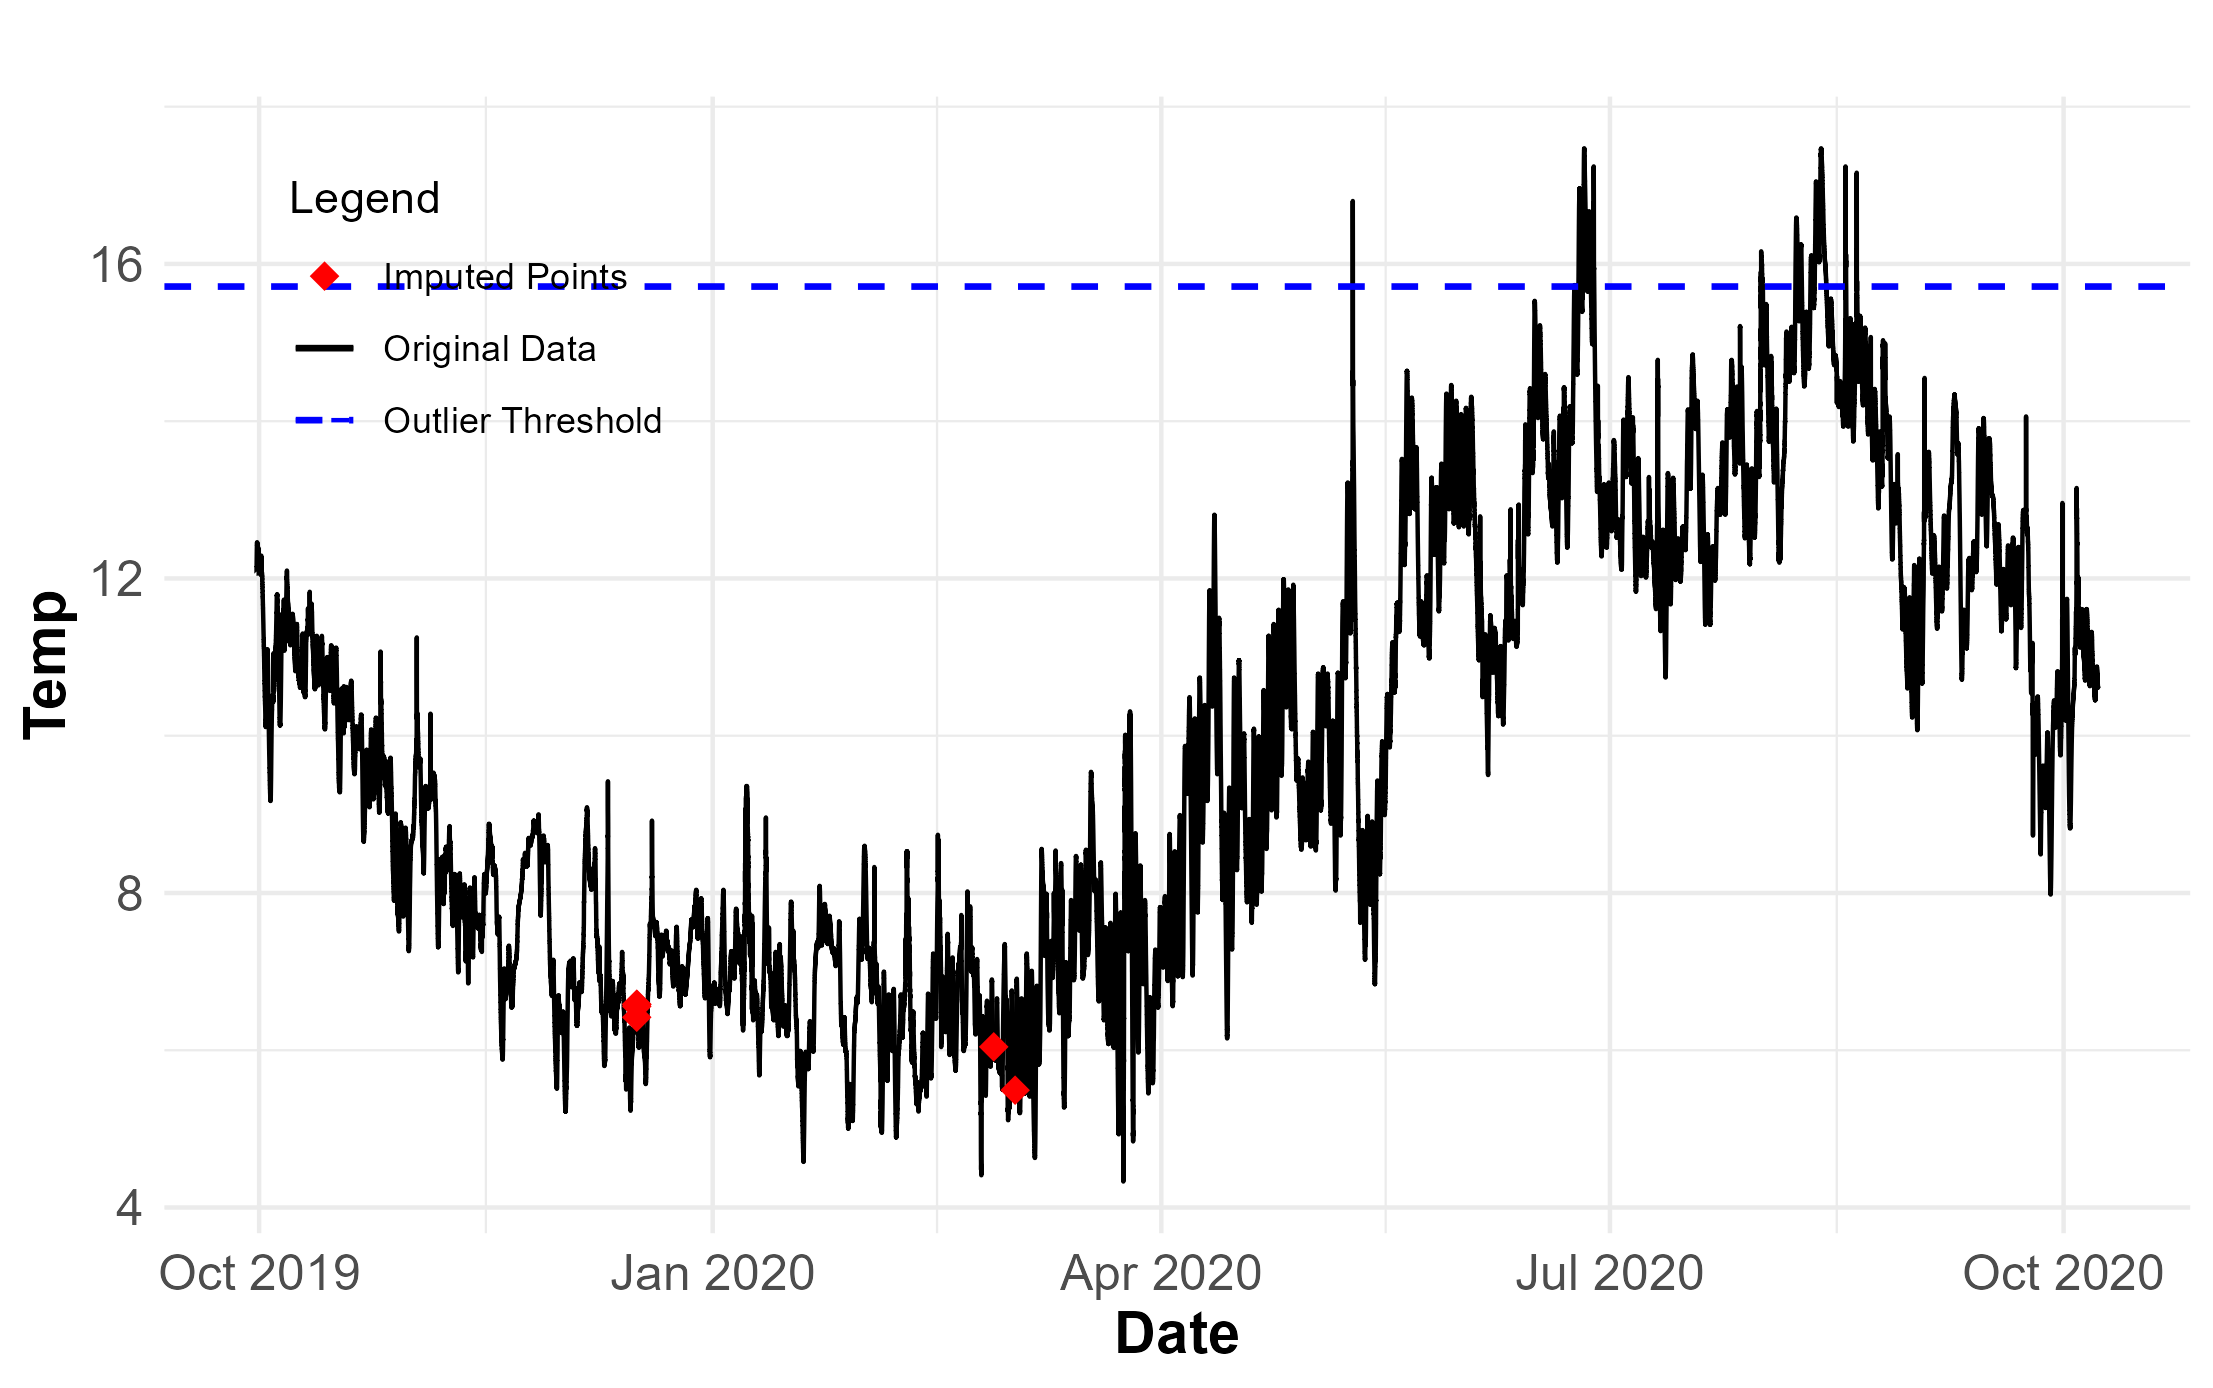 Legend
Imputed Points
Original Data
Outlier Threshold
16
12
8
4
Temp
Oct 2019
Jan 2020
Apr 2020
Jul 2020
Oct 2020
Date